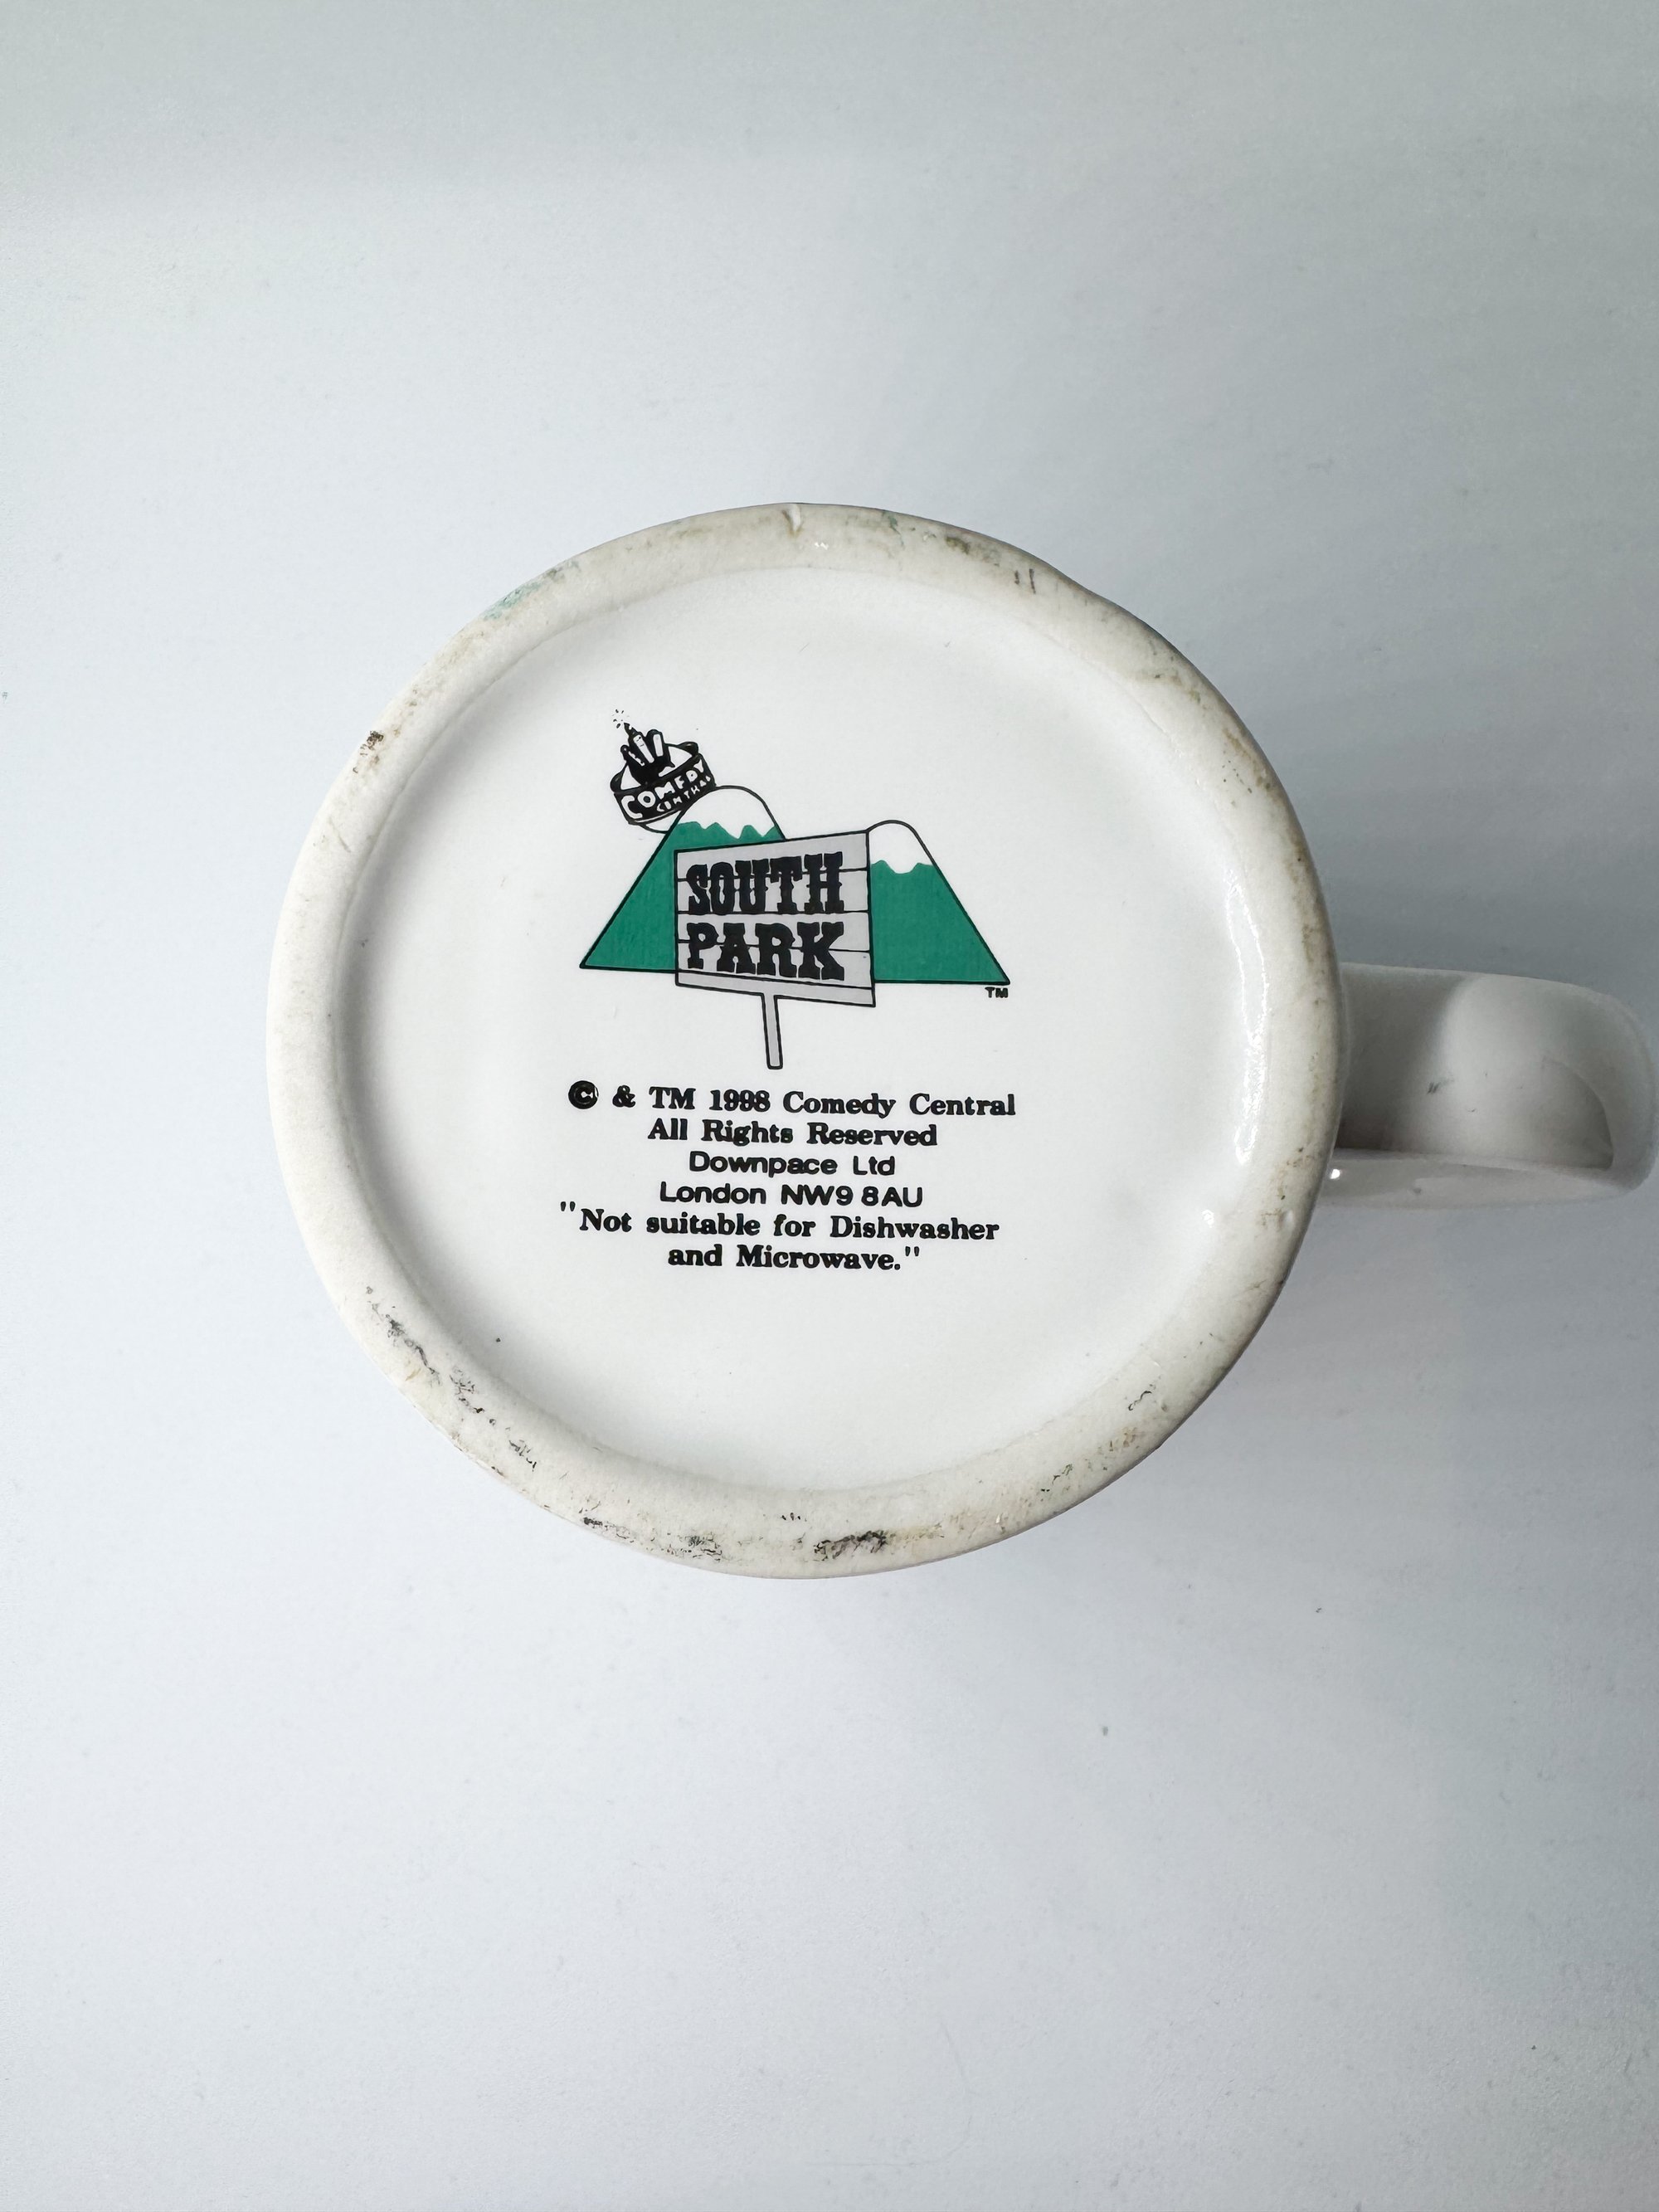 COMEDY
CENTRAL
SOUTH
PARK
TM
© & TM 1998 Comedy Central
All Rights Reserved
Downpace Ltd
London NW9 8AU
"Not suitable for Dishwasher
and Microwave."